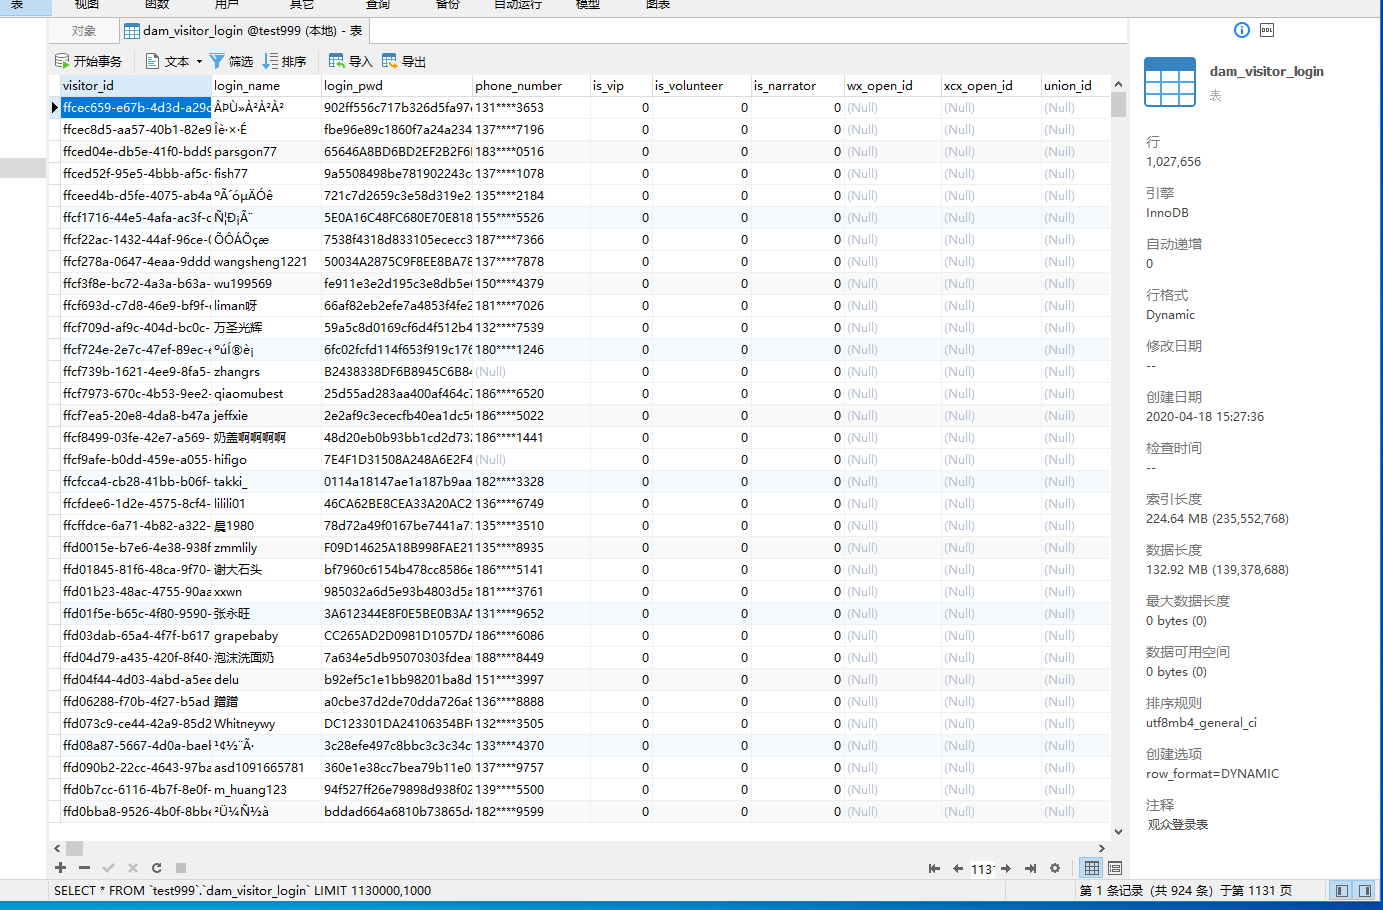 表 视图 函数 用户 其它 查询 备份 自动运行 模型 图表
对象 dam_visitor_login @test999 (本地) - 表
开始事务 文本 筛选 排序 导入 导出
visitor_id login_name login_pwd phone_number is_vip is_volunteer is_narrator wx_open_id xcx_open_id union_id
ffcec659-e67b-4d3d-a29c ÂÞÙ»À²À²À² 902ff556c717b326d5fa97 131****3653 0 0 0 (Null) (Null) (Null)
ffcec8d5-aa57-40b1-82e9 Îè·×·É fbe96e89c1860f7a24a234 137****7196 0 0 0 (Null) (Null) (Null)
ffced04e-db5e-41f0-bdd9 parsgon77 65646A8BD6BD2EF2B2F6 183****0516 0 0 0 (Null) (Null) (Null)
ffced52f-95e5-4bbb-af5c- fish77 9a5508498be781902243c 137****1078 0 0 0 (Null) (Null) (Null)
ffceed4b-d5fe-4075-ab4a ºÃ´óµÄÓê 721c7d2659c3e58d319e2 135****2184 0 0 0 (Null) (Null) (Null)
ffcf1716-44e5-4afa-ac3f-c Ñ¦Ð¡Ã¨ 5E0A16C48FC680E70E818 155****5526 0 0 0 (Null) (Null) (Null)
ffcf22ac-1432-44af-96ce- ÕÔÁÕçæ 7538f4318d833105ececc3 187****7366 0 0 0 (Null) (Null) (Null)
ffcf278a-0647-4eaa-9ddd wangsheng1221 50034A2875C9F8EE8BA78 137****7878 0 0 0 (Null) (Null) (Null)
ffcf3f8e-bc72-4a3a-b63a- wu199569 fe911e3e2d195c3e8db5e 150****4379 0 0 0 (Null) (Null) (Null)
ffcf693d-c7d8-46e9-bf9f- liman呀 66af82eb2efe7a4853f4fe2 181****7026 0 0 0 (Null) (Null) (Null)
ffcf709d-af9c-404d-bc0c- 万圣光辉 59a5c8d0169cf6d4f512b4 132****7539 0 0 0 (Null) (Null) (Null)
ffcf724e-2e7c-47ef-89ec- ºúÍ®è¡ 6fc02fcfd114f653f919c176 180****1246 0 0 0 (Null) (Null) (Null)
ffcf739b-1621-4ee9-8fa5- zhangrs B2438338DF6B8945C6B84 (Null) 0 0 0 (Null) (Null) (Null)
ffcf7973-670c-4b53-9ee2- qiaomubest 25d55ad283aa400af464c7 186****6520 0 0 0 (Null) (Null) (Null)
ffcf7ea5-20e8-4da8-b47a jeffxie 2e2af9c3ececfb40ea1dc5 186****5022 0 0 0 (Null) (Null) (Null)
ffcf8499-03fe-42e7-a569- 奶盖啊啊啊啊 48d20eb0b93bb1cd2d732 186****1441 0 0 0 (Null) (Null) (Null)
ffcf9afe-b0dd-459e-a055- hifigo 7E4F1D31508A248A6E2F4 (Null) 0 0 0 (Null) (Null) (Null)
ffcfcca4-cb28-41bb-b06f- takki_ 0114a18147ae1a187b9aa 182****3328 0 0 0 (Null) (Null) (Null)
ffcfdee6-1d2e-4575-8cf4- lilili01 46CA62BE8CEA33A20AC2 136****6749 0 0 0 (Null) (Null) (Null)
ffcffdce-6a71-4b82-a322- 晨1980 78d72a49f0167be7441a7 135****3510 0 0 0 (Null) (Null) (Null)
ffd0015e-b7e6-4e38-938f zmmlily F09D14625A18B998FAE21 135****8935 0 0 0 (Null) (Null) (Null)
ffd01845-81f6-48ca-9f70- 谢大石头 bf7960c6154b478cc8586e 186****5141 0 0 0 (Null) (Null) (Null)
ffd01b23-48ac-4755-90aa xxwn 985032a6d5e93b4803d5a 181****3761 0 0 0 (Null) (Null) (Null)
ffd01f5e-b65c-4f80-9590- 张永旺 3A612344E8F0E5BE0B3AA 131****9652 0 0 0 (Null) (Null) (Null)
ffd03dab-65a4-4f7f-b617 grapebaby CC265AD2D0981D1057DA 186****6086 0 0 0 (Null) (Null) (Null)
ffd04d79-a435-420f-8f40- 泡沫洗面奶 7a634e5db95070303fdea 188****8449 0 0 0 (Null) (Null) (Null)
ffd04f44-4d03-4abd-a5ee delu b92ef5c1e1bb98201ba8d 151****3997 0 0 0 (Null) (Null) (Null)
ffd06288-f70b-4f27-b5ad 蹭蹭 a0cbe37d2de70dda726a8 136****8888 0 0 0 (Null) (Null) (Null)
ffd073c9-ce44-42a9-85d2 Whitneywy DC123301DA24106354BF 132****3505 0 0 0 (Null) (Null) (Null)
ffd08a87-5667-4d0a-bael ¹¢½¨Ã· 3c28efe497c8bbc3c3c34c 133****4370 0 0 0 (Null) (Null) (Null)
ffd090b2-22cc-4643-97ba asd1091665781 360e1e38cc7bea79b11e0 137****9757 0 0 0 (Null) (Null) (Null)
ffd0b7cc-6116-4b7f-8e0f- m_huang123 94f527ff26e79898d938f02 139****5500 0 0 0 (Null) (Null) (Null)
ffd0bba8-9526-4b0f-8bbe ²Ü¼Ñ½à bddad664a6810b73865d 182****9599 0 0 0 (Null) (Null) (Null)
1131
SELECT * FROM `test999`.`dam_visitor_login` LIMIT 1130000,1000
第 1 条记录 (共 924 条) 于第 1131 页
DDL
dam_visitor_login
表
行
1,027,656
引擎
InnoDB
自动递增
0
行格式
Dynamic
修改日期
--
创建日期
2020-04-18 15:27:36
检查时间
--
索引长度
224.64 MB (235,552,768)
数据长度
132.92 MB (139,378,688)
最大数据长度
0 bytes (0)
数据可用空间
0 bytes (0)
排序规则
utf8mb4_general_ci
创建选项
row_format=DYNAMIC
注释
观众登录表